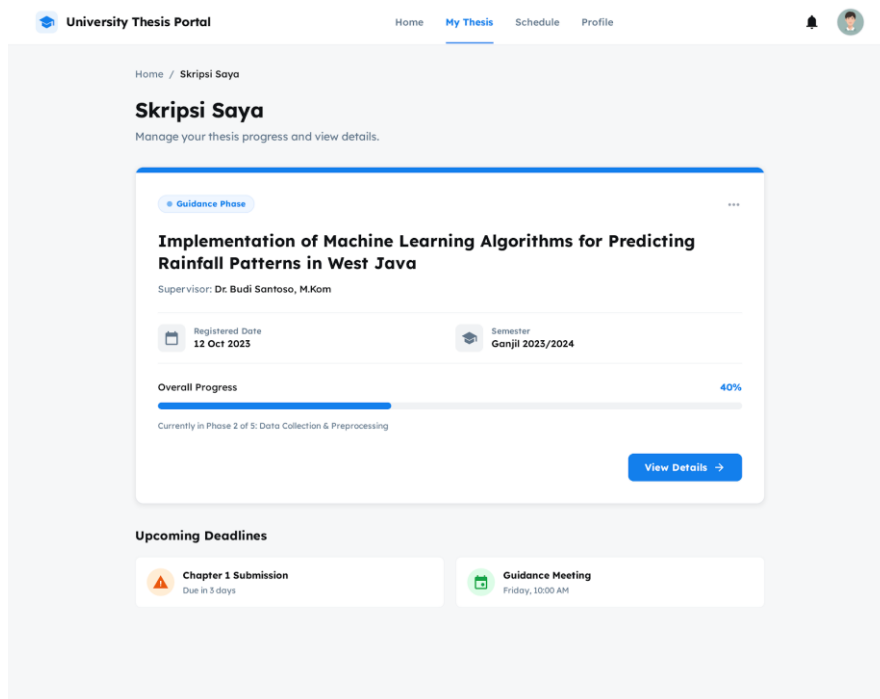 University Thesis Portal
Home
My Thesis
Schedule
Profile
Home / Skripsi Saya
Skripsi Saya
Manage your thesis progress and view details.
Guidance Phase
Implementation of Machine Learning Algorithms for Predicting
Rainfall Patterns in West Java
Supervisor: Dr. Budi Santoso, M.Kom
Registered Date
12 Oct 2023
Semester
Ganjil 2023/2024
Overall Progress
40%
Currently in Phase 2 of 5: Data Collection & Preprocessing
View Details
Upcoming Deadlines
Chapter 1 Submission
Due in 3 days
Guidance Meeting
Friday, 10:00 AM